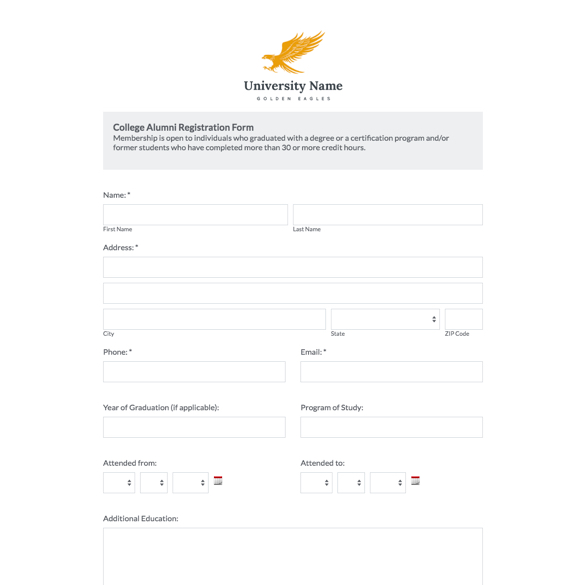 University Name
GOLDEN EAGLES
College Alumni Registration Form
Membership is open to individuals who graduated with a degree or a certification program and/or
former students who have completed more than 30 or more credit hours.
Name: *
First Name
Last Name
Address: *
City
State
ZIP Code
Phone: *
Email: *
Year of Graduation (if applicable):
Program of Study:
Attended from:
Attended to:
Additional Education: